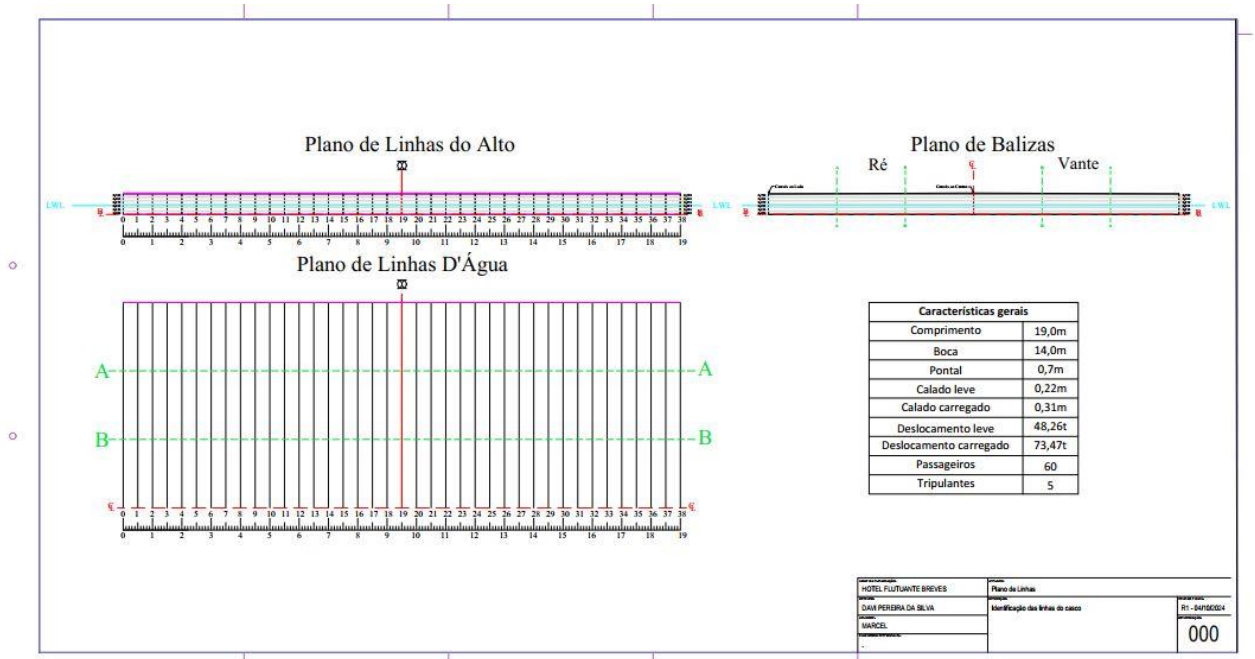 Plano de Linhas do Alto
LWL
LWL
0 1 2 4 5 6 7 8 9 10 11 12 13 14 15 16 17 18 19 20 21 22 23 24 25 26 27 28 29 30 31 32 33 34 35 36 37 38
0 1 2 3 4 5 6 7 8 9 10 11 12 13 14 15 16 17 18 19
Plano de Balizas
Ré
Vante
LWL
LWL
Plano de Linhas D'Água
A A
B B
0 1 2 4 5 6 7 8 9 10 11 12 13 14 15 16 17 18 19 20 21 22 23 24 25 26 27 28 29 30 31 32 33 34 35 36 37 38
0 1 2 3 4 5 6 7 8 9 10 11 12 13 14 15 16 17 18 19
Características gerais
Comprimento 19,0m
Boca 14,0m
Pontal 0,7m
Calado leve 0,22m
Calado carregado 0,31m
Deslocamento leve 48,26t
Deslocamento carregado 73,47t
Passageiros 60
Tripulantes 5
HOTEL FLUTUANTE BREVES
Plano de Linhas
DAVI PEREIRA DA SILVA
Identificação das linhas do casco
R1 - 04/10/2024
MARCEL
000